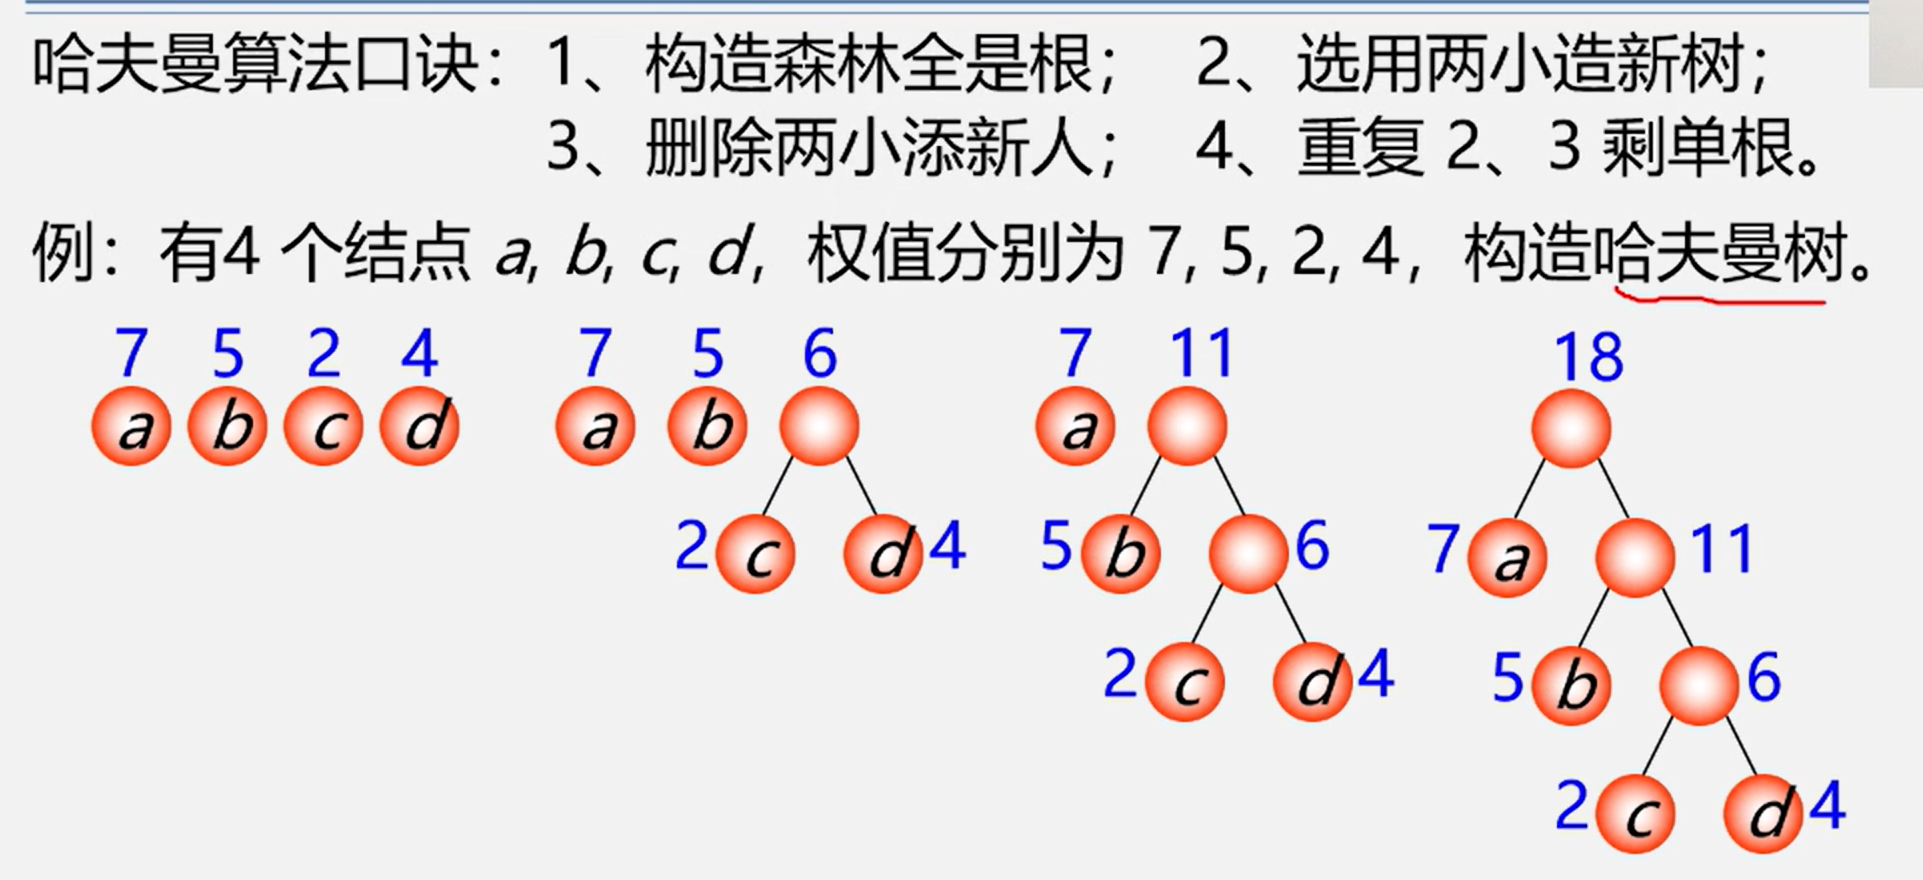 哈夫曼算法口诀：1、构造森林全是根； 2、选用两小造新树；
3、删除两小添新人； 4、重复 2、3 剩单根。
例：有4 个结点 a, b, c, d，权值分别为 7, 5, 2, 4，构造哈夫曼树。
7 5 2 4 7 5 6 7 11 18
a b c d a b a a
2 c d 4 5 b 6 7 a 11
2 c d 4 5 b 6
2 c d 4